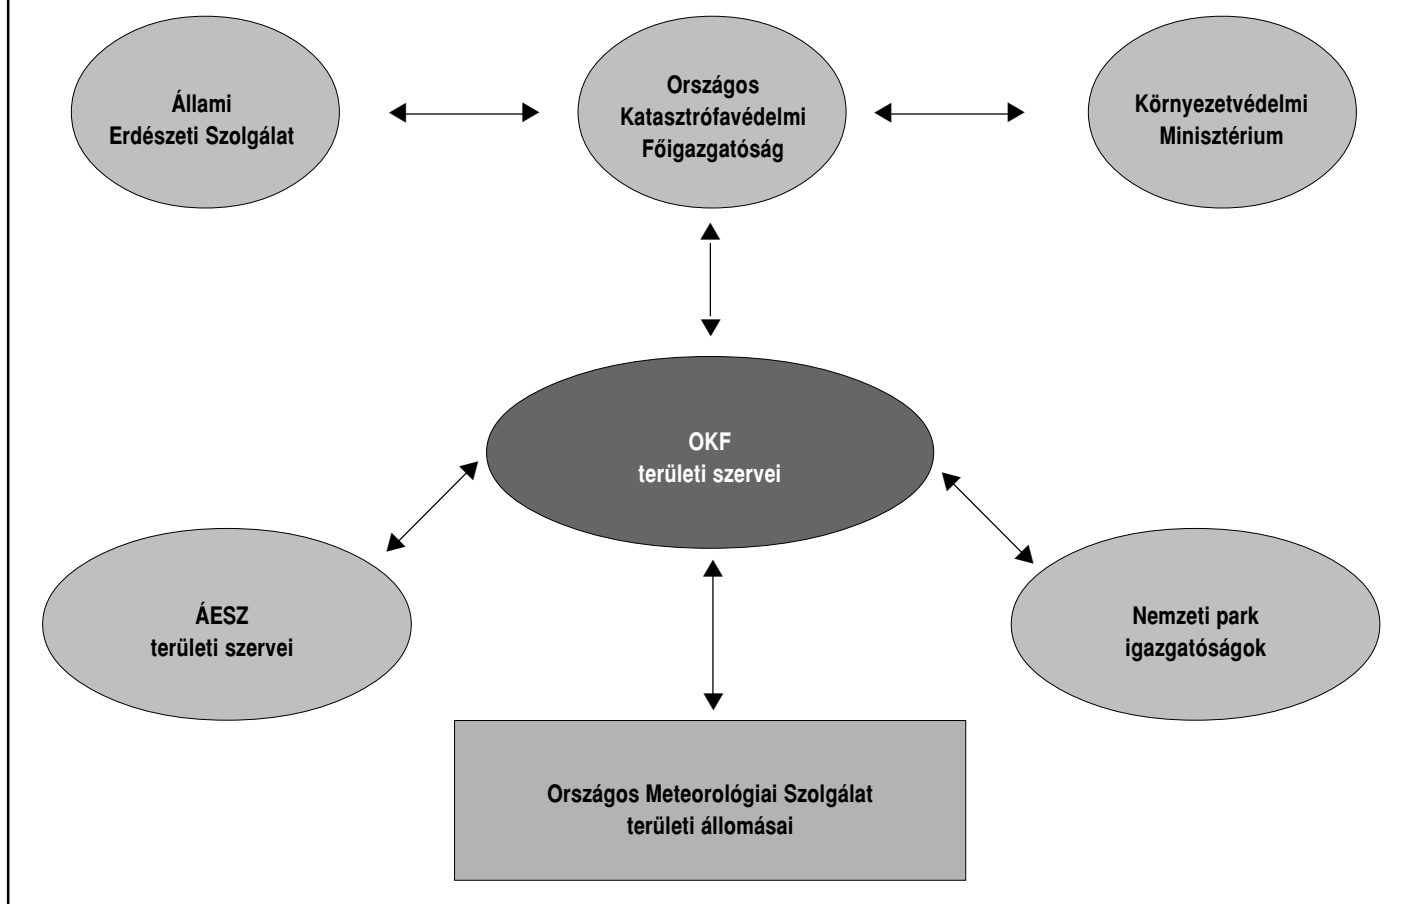 Állami
Erdészeti Szolgálat
Országos
Katasztrófavédelmi
Főigazgatóság
Környezetvédelmi
Minisztérium
OKF
területi szervei
ÁESZ
területi szervei
Nemzeti park
igazgatóságok
Országos Meteorológiai Szolgálat
területi állomásai